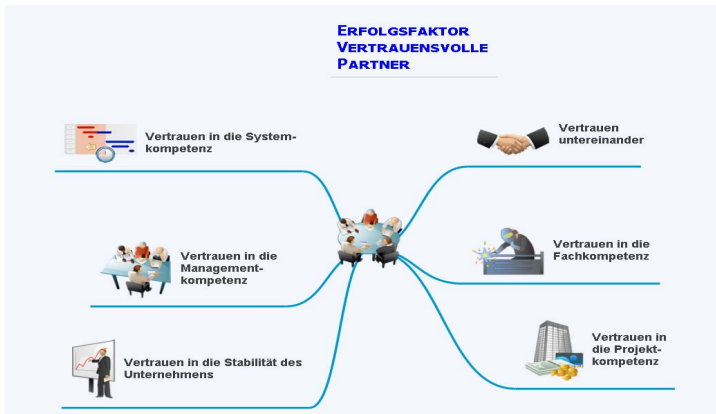 ERFOLGSFAKTOR
VERTRAUENSVOLLE
PARTNER
Vertrauen in die System-
kompetenz
Vertrauen
untereinander
Vertrauen in die
Management-
kompetenz
Vertrauen in die
Fachkompetenz
Vertrauen in die Stabilität des
Unternehmens
Vertrauen in
die Projekt-
kompetenz